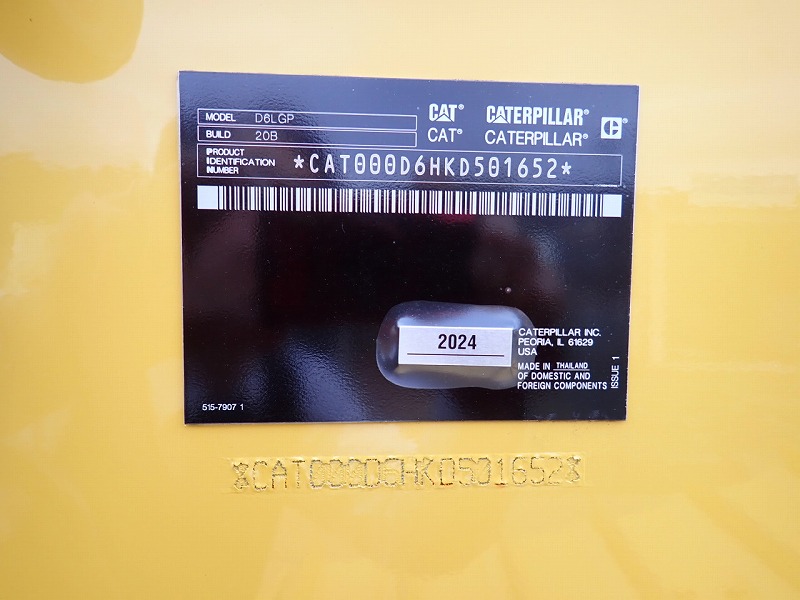 MODEL D6LGP
BUILD 20B
CAT® CATERPILLAR®
CAT® CATERPILLAR®
C
PRODUCT
IDENTIFICATION
NUMBER
*CAT000D6HKD501652*
2024
CATERPILLAR INC.
PEORIA, IL 61629
USA
MADE IN THAILAND
OF DOMESTIC AND
FOREIGN COMPONENTS
ISSUE 1
515-7907 1
*CAT000D6HKD501652*